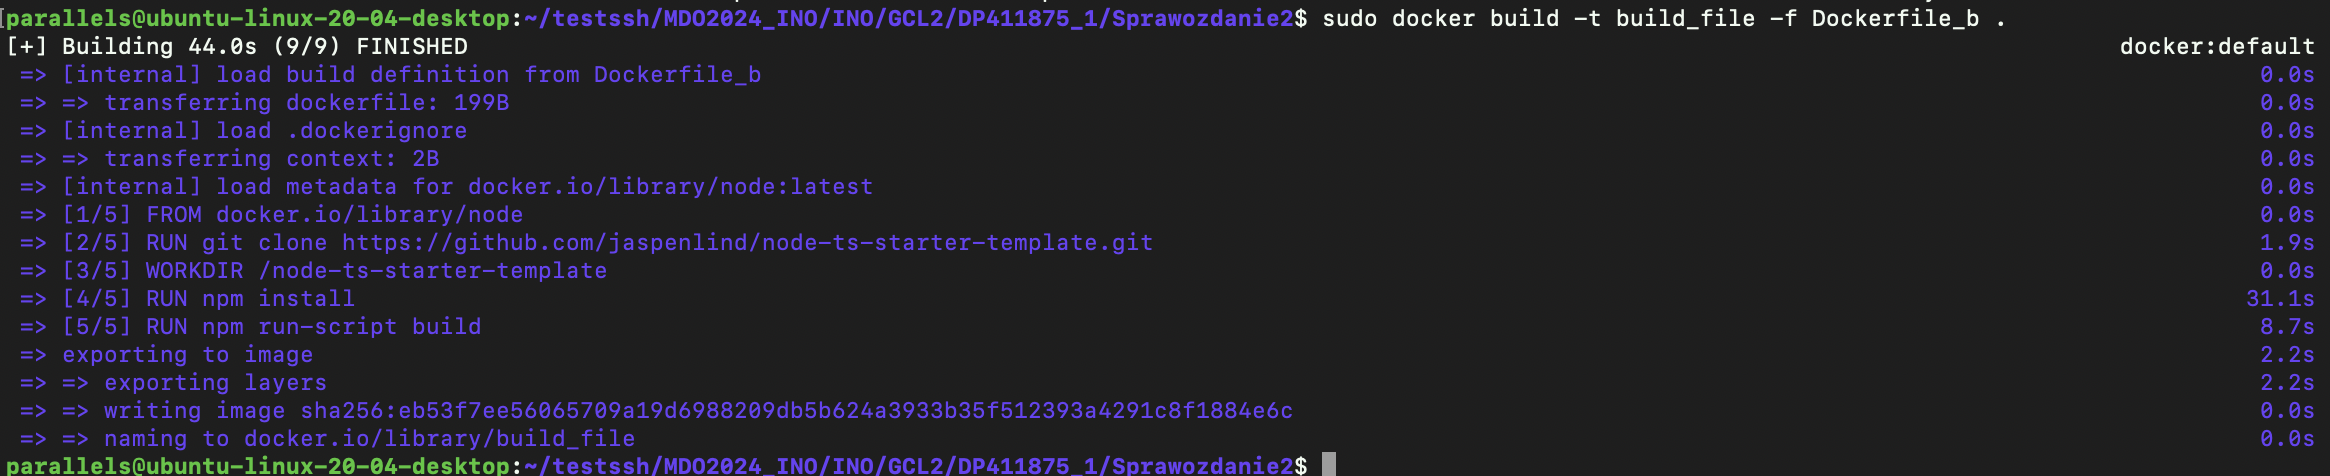 parallels@ubuntu-linux-20-04-desktop:~/testssh/MDO2024_INO/INO/GCL2/DP411875_1/Sprawozdanie2$ sudo docker build -t build_file -f Dockerfile_b .
[+] Building 44.0s (9/9) FINISHED docker:default
=> [internal] load build definition from Dockerfile_b 0.0s
=> => transferring dockerfile: 199B 0.0s
=> [internal] load .dockerignore 0.0s
=> => transferring context: 2B 0.0s
=> [internal] load metadata for docker.io/library/node:latest 0.0s
=> [1/5] FROM docker.io/library/node 0.0s
=> [2/5] RUN git clone https://github.com/jaspenlind/node-ts-starter-template.git 1.9s
=> [3/5] WORKDIR /node-ts-starter-template 0.0s
=> [4/5] RUN npm install 31.1s
=> [5/5] RUN npm run-script build 8.7s
=> exporting to image 2.2s
=> => exporting layers 2.2s
=> => writing image sha256:eb53f7ee56065709a19d6988209db5b624a3933b35f512393a4291c8f1884e6c 0.0s
=> => naming to docker.io/library/build_file 0.0s
parallels@ubuntu-linux-20-04-desktop:~/testssh/MDO2024_INO/INO/GCL2/DP411875_1/Sprawozdanie2$